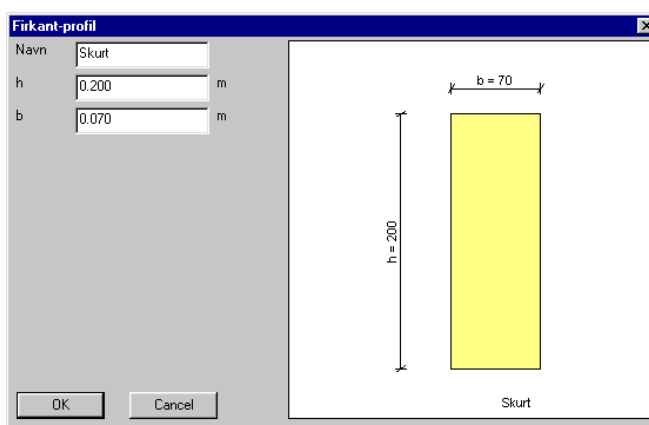 Firkant-profil
Navn Skurt
h 0.200 m
b 0.070 m
b = 70
h = 200
Skurt
OK Cancel